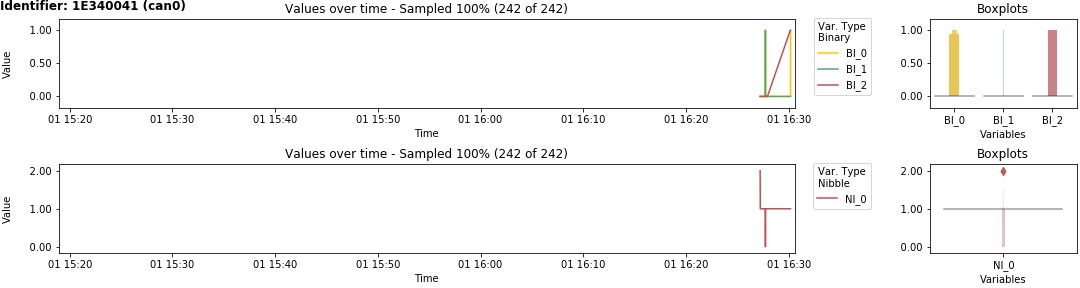 Identifier: 1E340041 (can0)
Values over time - Sampled 100% (242 of 242)
Boxplots
Value
1.00
0.50
0.00
01 15:20 01 15:30 01 15:40 01 15:50 01 16:00 01 16:10 01 16:20 01 16:30
Time
Var. Type
Binary
BI_0
BI_1
BI_2
1.00
0.50
0.00
BI_0 BI_1 BI_2
Variables
Values over time - Sampled 100% (242 of 242)
Boxplots
Value
2.00
1.00
0.00
01 15:20 01 15:30 01 15:40 01 15:50 01 16:00 01 16:10 01 16:20 01 16:30
Time
Var. Type
Nibble
NI_0
2.00
1.00
0.00
NI_0
Variables